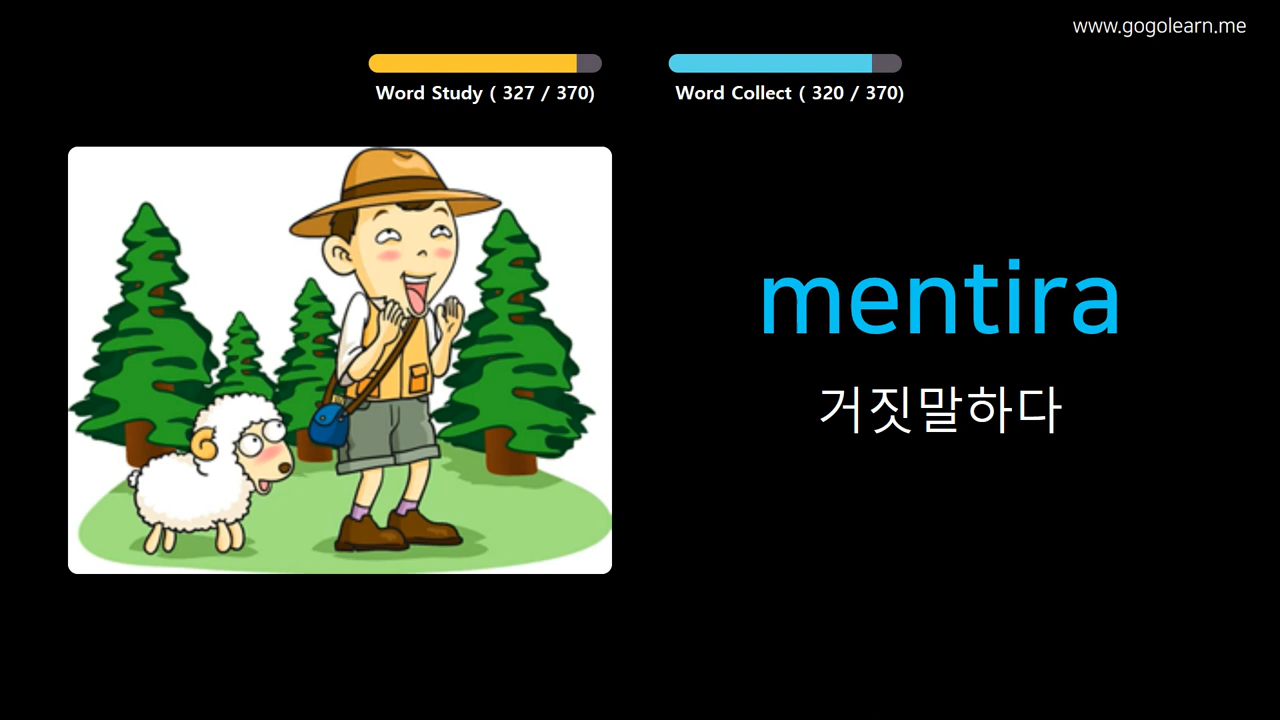 www.gogolearn.me
Word Study ( 327 / 370)
Word Collect ( 320 / 370)
mentira
거짓말하다